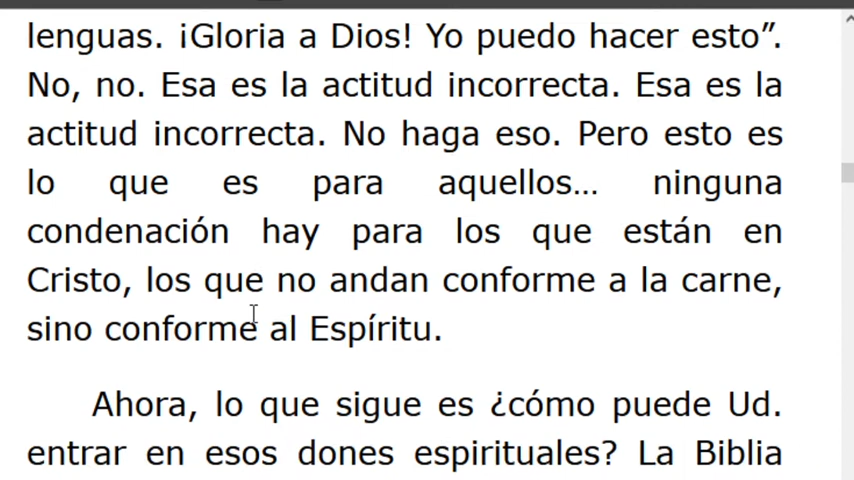 lenguas. ¡Gloria a Dios! Yo puedo hacer esto”.
No, no. Esa es la actitud incorrecta. Esa es la
actitud incorrecta. No haga eso. Pero esto es
lo que es para aquellos... ninguna
condenación hay para los que están en
Cristo, los que no andan conforme a la carne,
sino conforme al Espíritu.
Ahora, lo que sigue es ¿cómo puede Ud.
entrar en esos dones espirituales? La Biblia